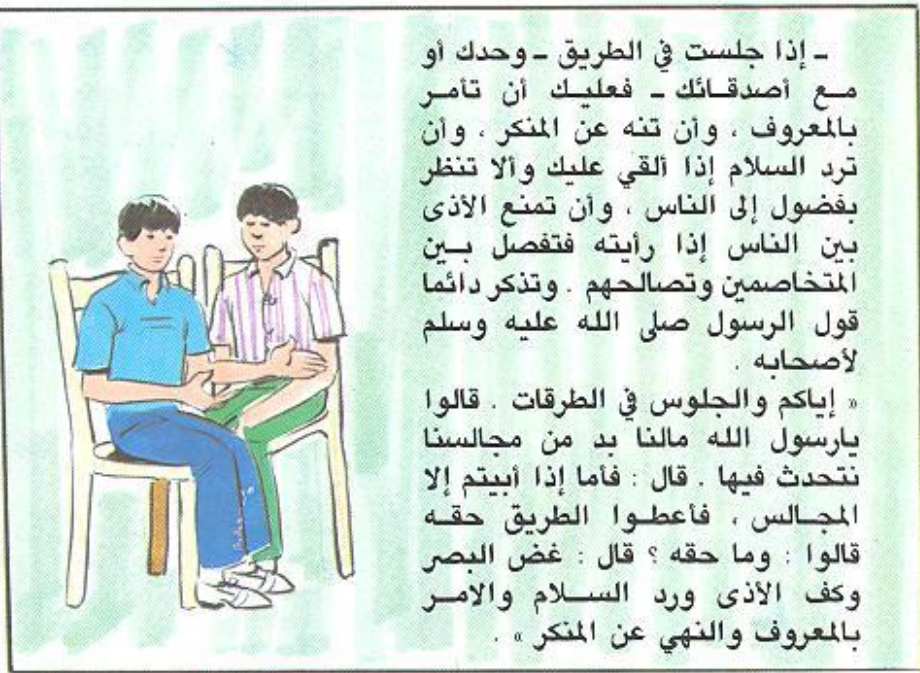 ـ إذا جلست في الطريق ـ وحدك أو
مع أصدقائك ـ فعليك أن تأمر
بالمعروف ، وأن تنه عن المنكر ، وأن
ترد السلام إذا ألقي عليك وألا تنظر
بفضول إلى الناس ، وأن تمنع الأذى
بين الناس إذا رأيته فتفصل بين
المتخاصمين وتصالحهم . وتذكر دائما
قول الرسول صلى الله عليه وسلم
لأصحابه .
« إياكم والجلوس في الطرقات . قالوا
يارسول الله مالنا بد من مجالسنا
نتحدث فيها . قال : فأما إذا أبيتم إلا
المجالس ، فأعطوا الطريق حقه
قالوا : وما حقه ؟ قال : غض البصر
وكف الأذى ورد السلام والامر
بالمعروف والنهي عن المنكر » .